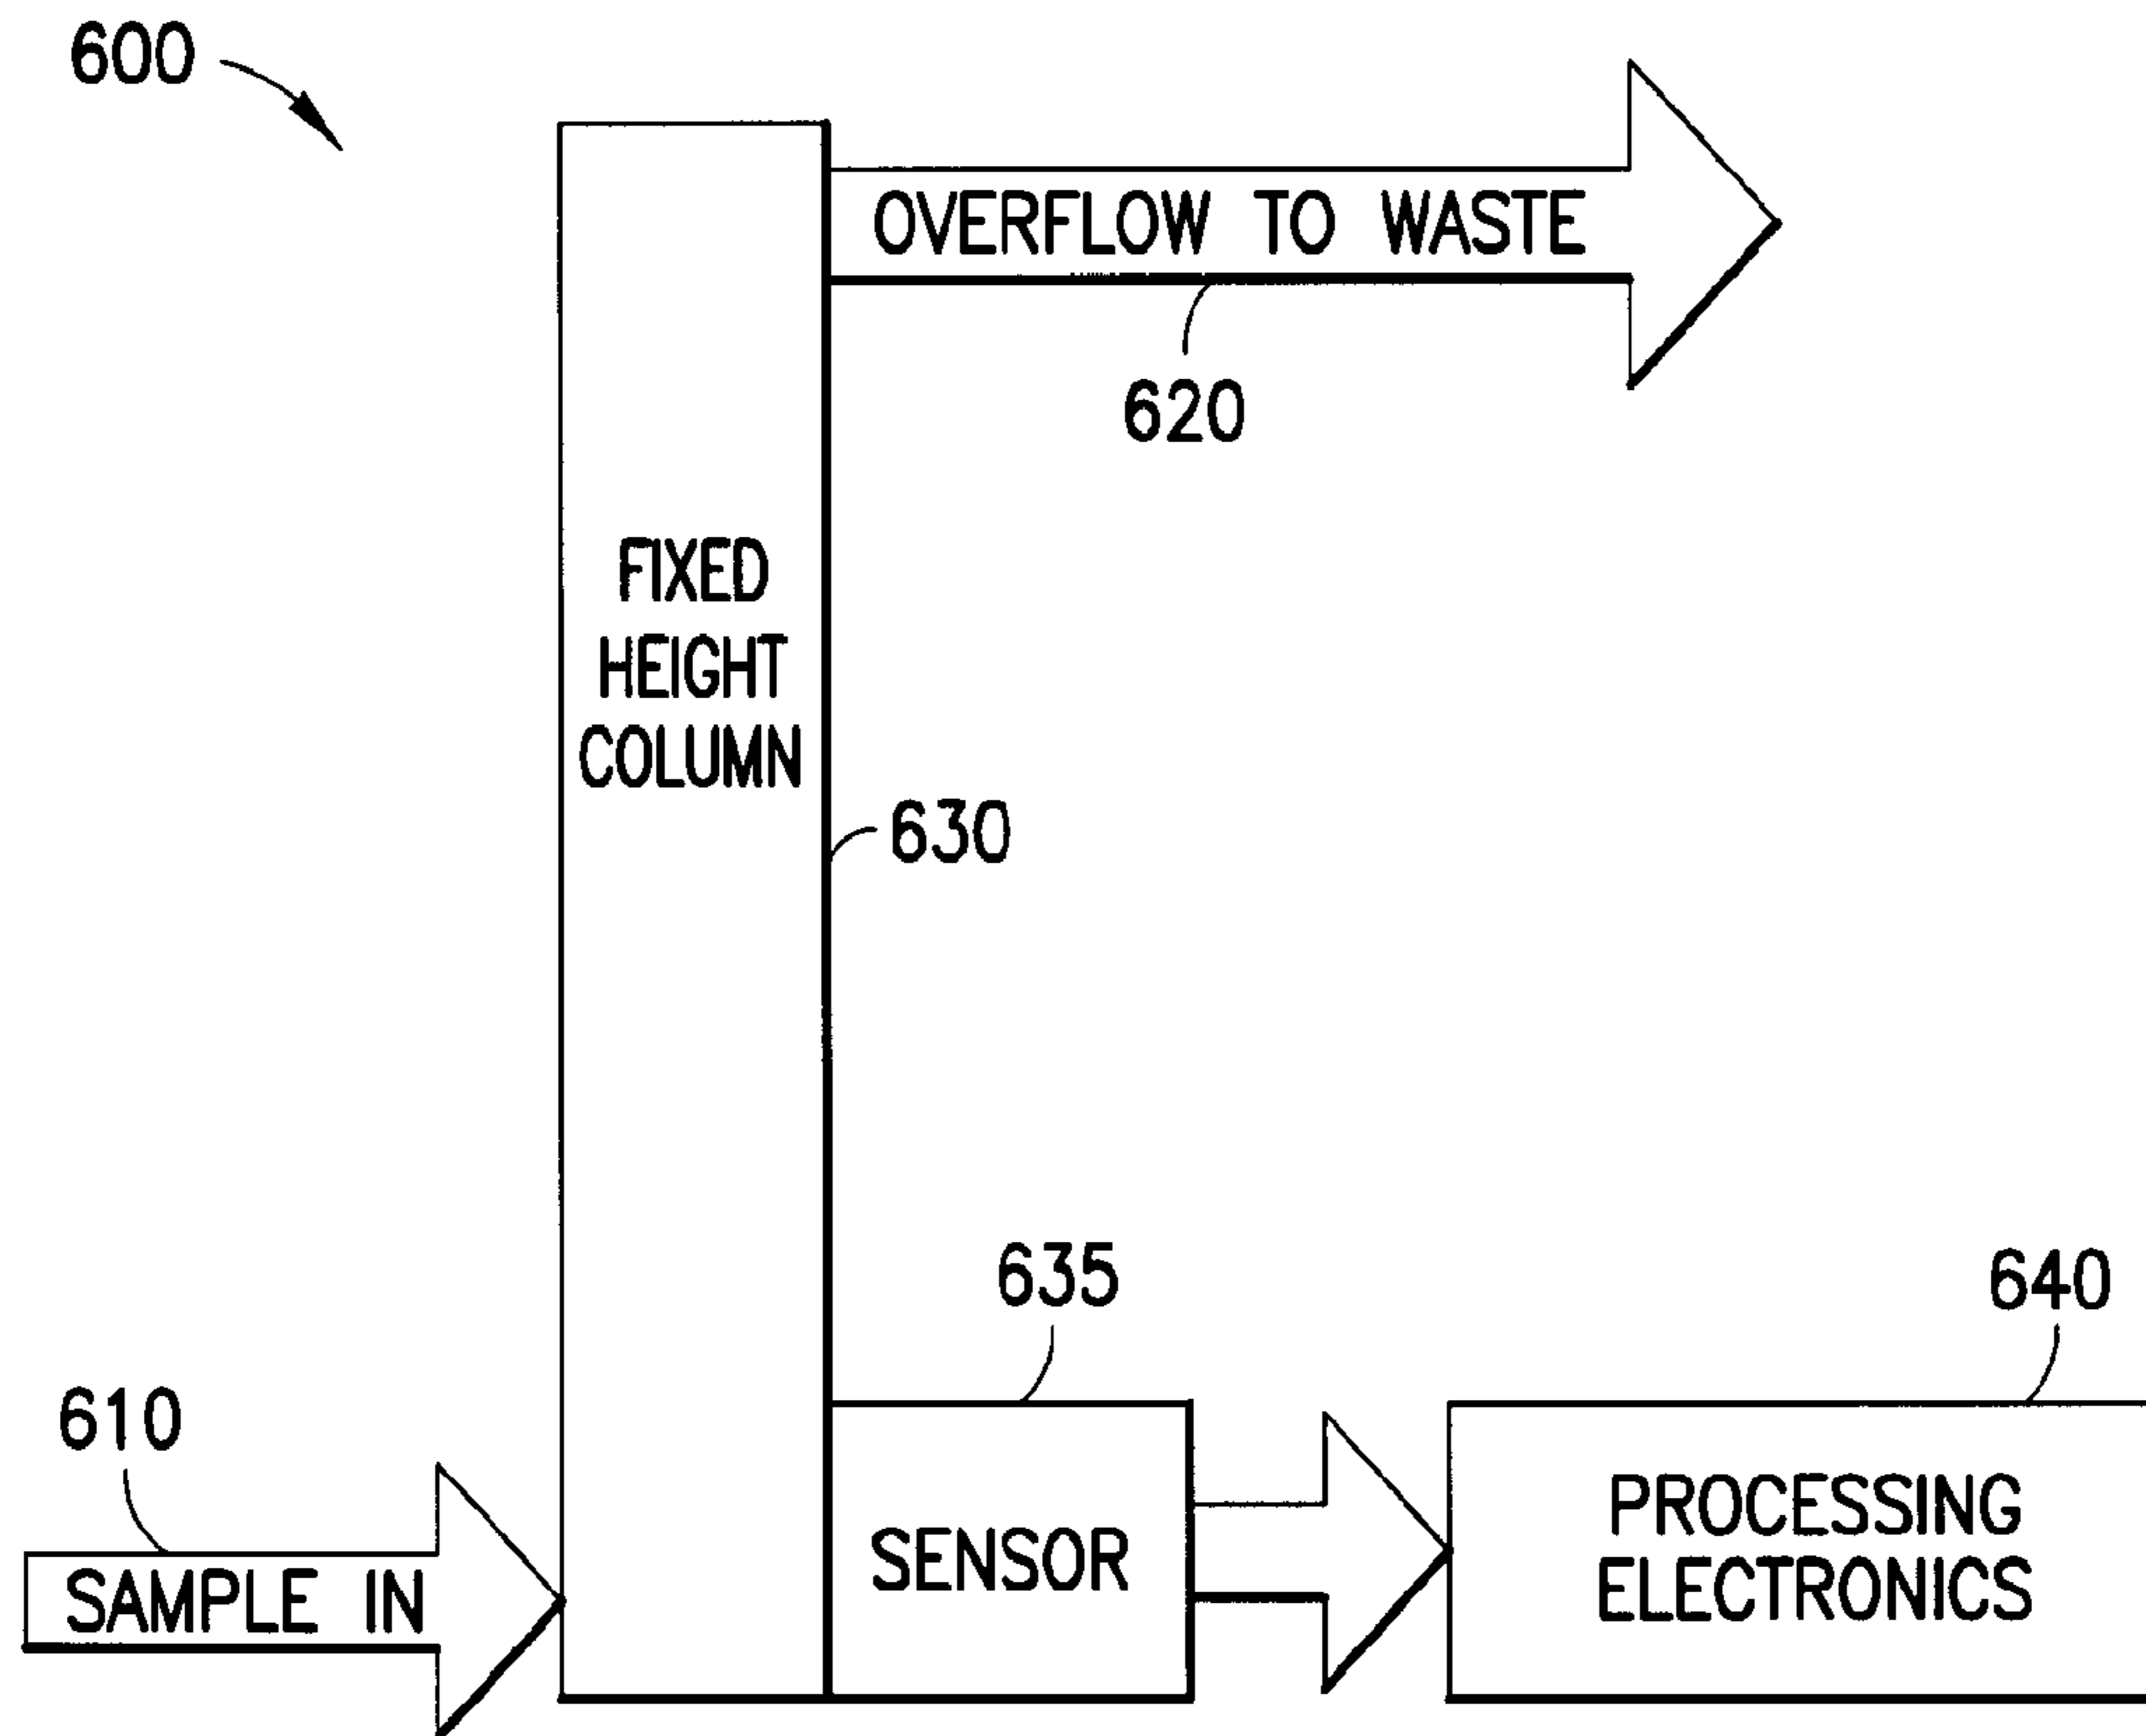 600
OVERFLOW TO WASTE
620
FIXED
HEIGHT
COLUMN
630
635
640
610
SAMPLE IN
SENSOR
PROCESSING
ELECTRONICS